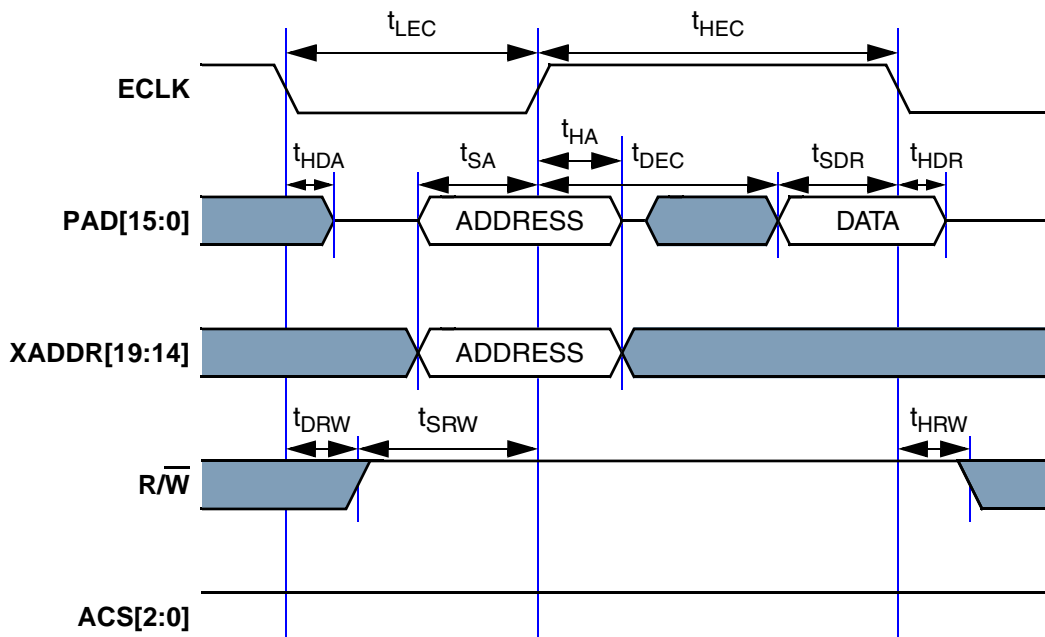 tLEC tHEC
ECLK
tHDA tSA tHA tDEC tSDR tHDR
PAD[15:0] ADDRESS DATA
XADDR[19:14] ADDRESS
tDRW tSRW tHRW
R/W̅
ACS[2:0]